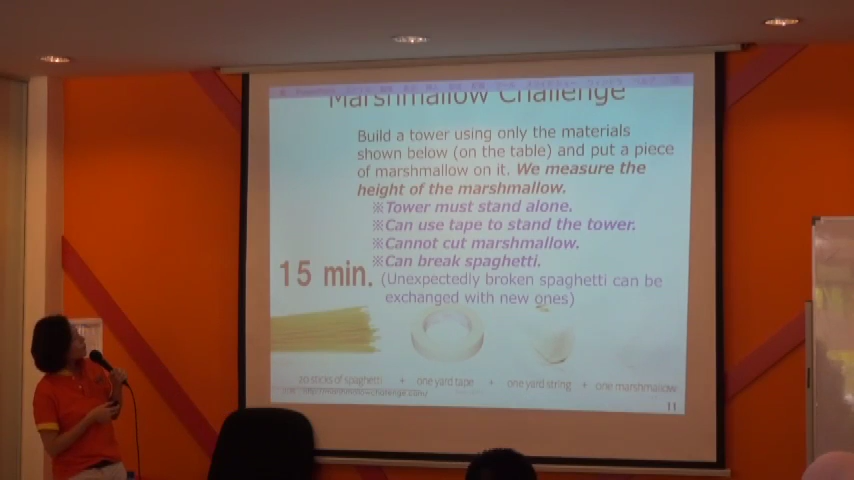 Marshmallow Challenge
Build a tower using only the materials
shown below (on the table) and put a piece
of marshmallow on it. We measure the
height of the marshmallow.
※Tower must stand alone.
※Can use tape to stand the tower.
※Cannot cut marshmallow.
※Can break spaghetti.
15 min.
(Unexpectedly broken spaghetti can be
exchanged with new ones)
20 sticks of spaghetti + one yard tape + one yard string + one marshmallow
11